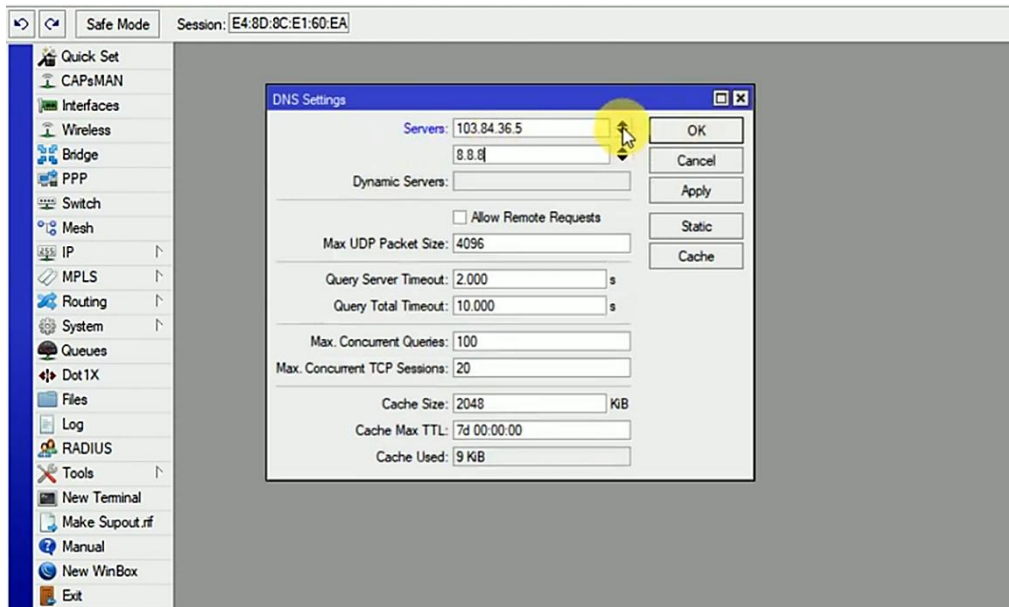 Safe Mode Session: E4:8D:8C:E1:60:EA
Quick Set
CAPsMAN
Interfaces
Wireless
Bridge
PPP
Switch
Mesh
IP
MPLS
Routing
System
Queues
Dot1X
Files
Log
RADIUS
Tools
New Terminal
Make Supout.rif
Manual
New WinBox
Exit
DNS Settings
Servers: 103.84.36.5
8.8.8
Dynamic Servers:
Allow Remote Requests
Max UDP Packet Size: 4096
Query Server Timeout: 2.000 s
Query Total Timeout: 10.000 s
Max. Concurrent Queries: 100
Max. Concurrent TCP Sessions: 20
Cache Size: 2048 KiB
Cache Max TTL: 7d 00:00:00
Cache Used: 9 KiB
OK
Cancel
Apply
Static
Cache